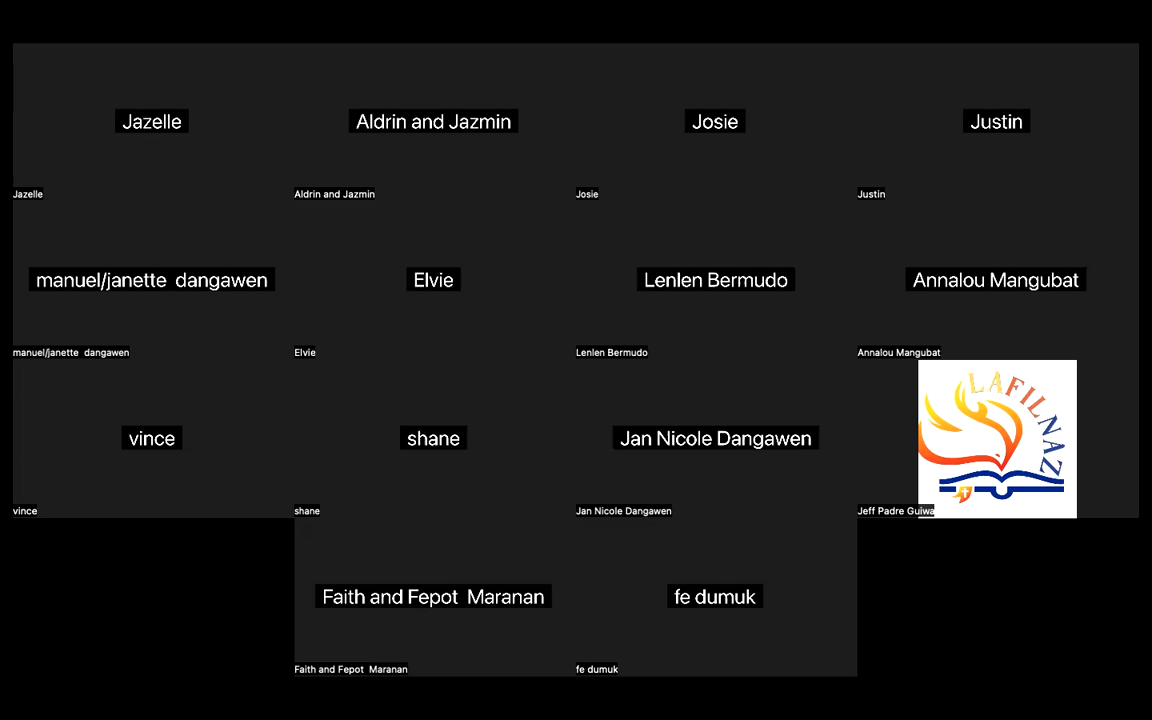 Jazelle
Aldrin and Jazmin
Josie
Justin
Jazelle
Aldrin and Jazmin
Josie
Justin
manuel/janette dangawen
Elvie
Lenlen Bermudo
Annalou Mangubat
manuel/janette dangawen
Elvie
Lenlen Bermudo
Annalou Mangubat
vince
shane
Jan Nicole Dangawen
LAFILNAZ
vince
shane
Jan Nicole Dangawen
Jeff Padre Guiwa
Faith and Fepot Maranan
fe dumuk
Faith and Fepot Maranan
fe dumuk